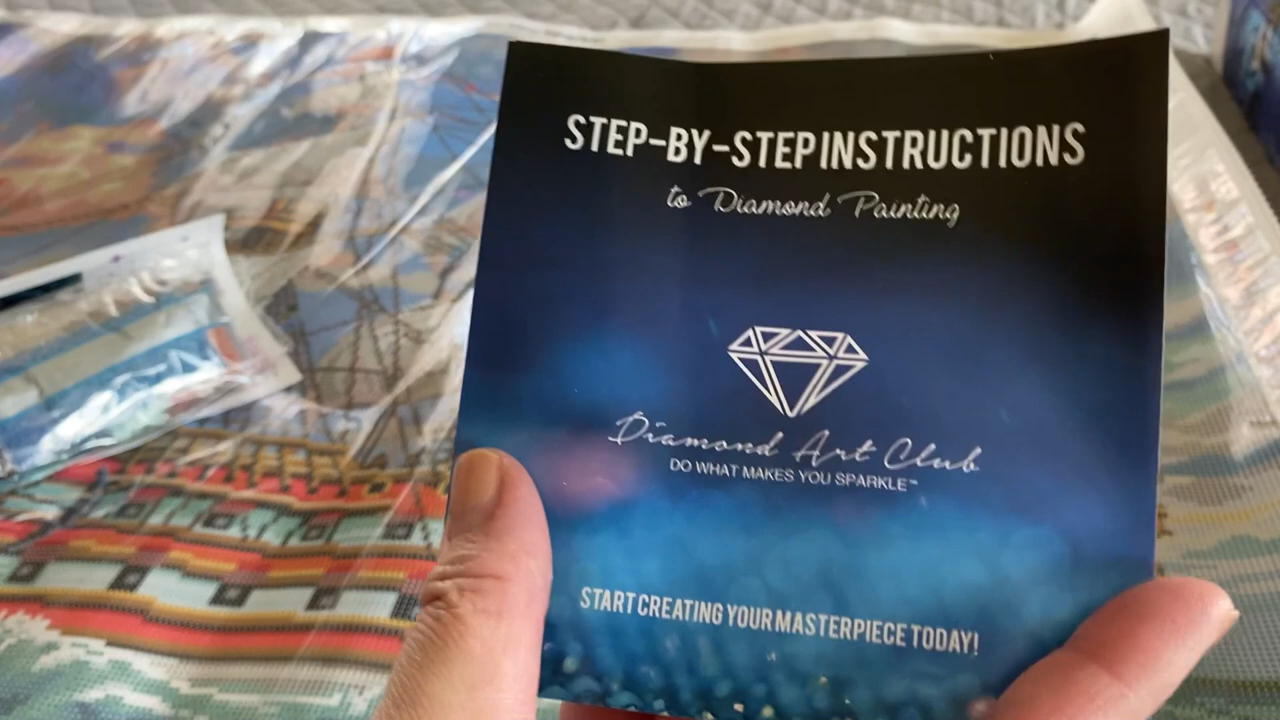 STEP-BY-STEP INSTRUCTIONS
to Diamond Painting
Diamond Art Club
DO WHAT MAKES YOU SPARKLE™
START CREATING YOUR MASTERPIECE TODAY!